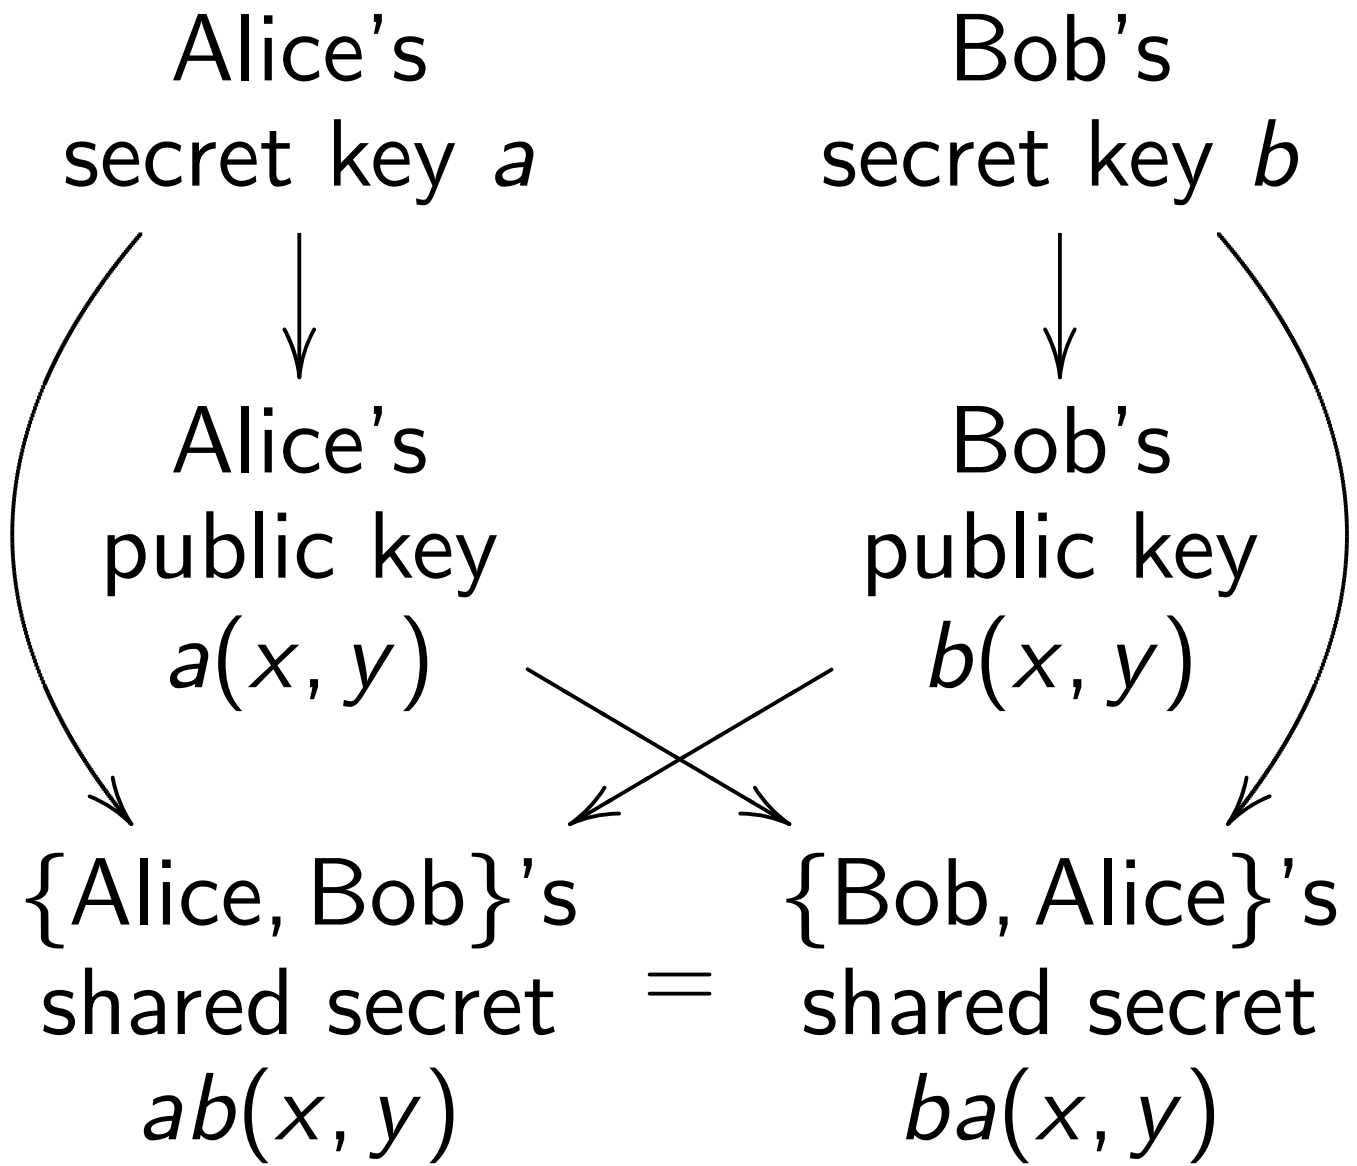 Alice's
secret key a
Bob's
secret key b
Alice's
public key
a(x, y)
Bob's
public key
b(x, y)
{Alice, Bob}'s
shared secret
ab(x, y)
=
{Bob, Alice}'s
shared secret
ba(x, y)